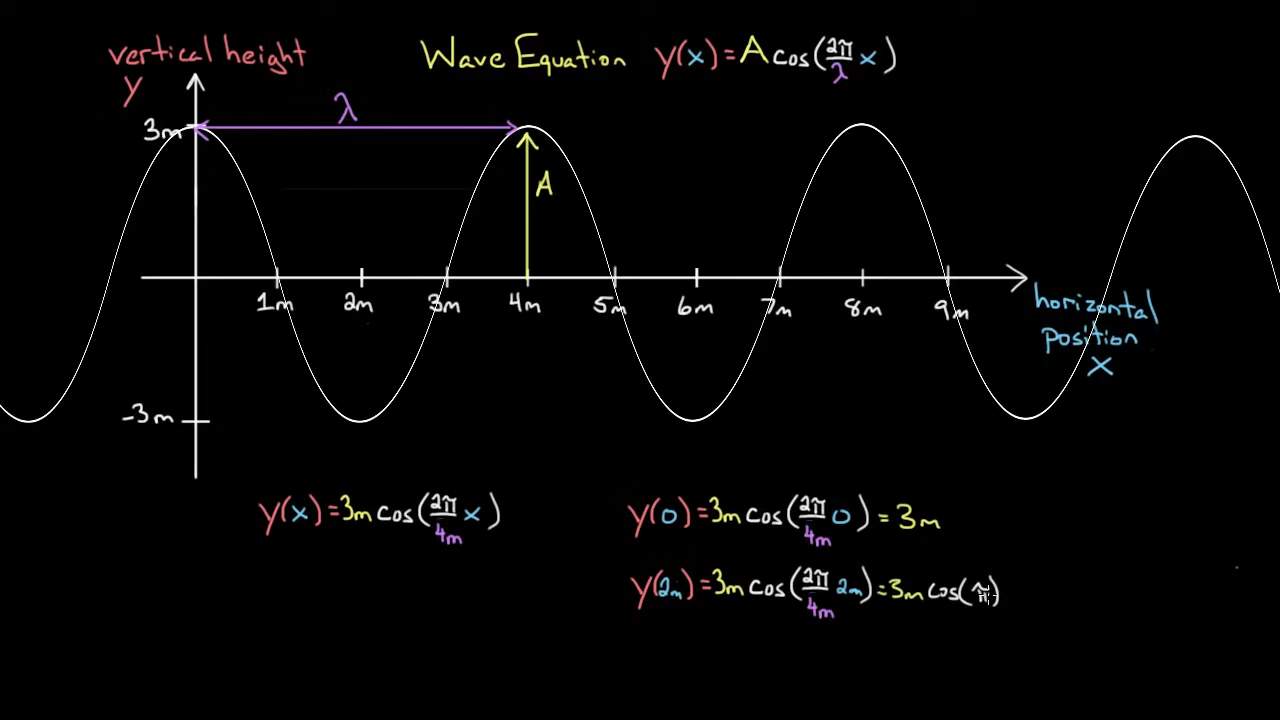 vertical height
Wave Equation y(x) = A cos(2π/λ x)
y
λ
3m
A
1m 2m 3m 4m 5m 6m 7m 8m 9m
horizontal
position
x
-3m
y(x) = 3m cos(2π/4m x)
y(0) = 3m cos(2π/4m 0) = 3m
y(2m) = 3m cos(2π/4m 2m) = 3m cos(π)